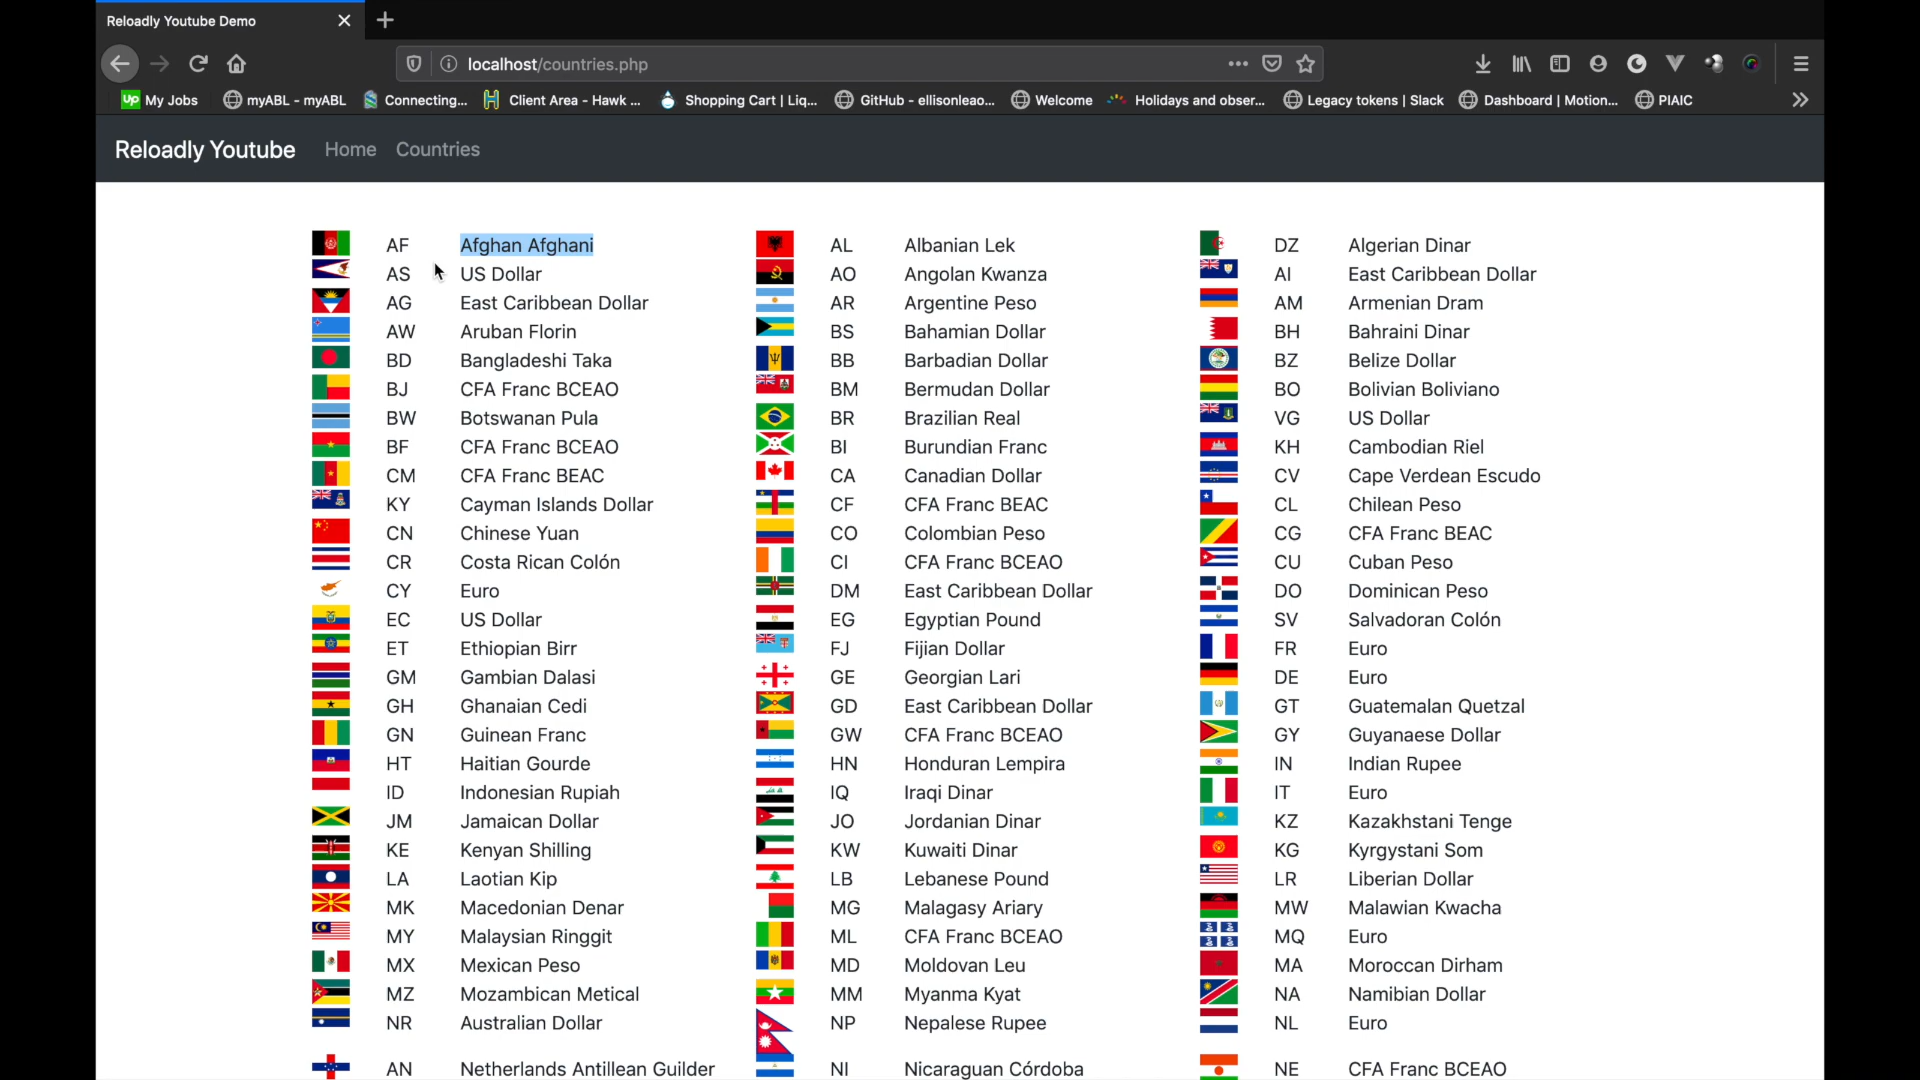 Reloadly Youtube Demo
localhost/countries.php
My Jobs myABL - myABL Connecting... Client Area - Hawk ... Shopping Cart | Liq... GitHub - ellisonleao... Welcome Holidays and obser... Legacy tokens | Slack Dashboard | Motion... PIAIC
Reloadly Youtube Home Countries
AF Afghan Afghani AL Albanian Lek DZ Algerian Dinar
AS US Dollar AO Angolan Kwanza AI East Caribbean Dollar
AG East Caribbean Dollar AR Argentine Peso AM Armenian Dram
AW Aruban Florin BS Bahamian Dollar BH Bahraini Dinar
BD Bangladeshi Taka BB Barbadian Dollar BZ Belize Dollar
BJ CFA Franc BCEAO BM Bermudan Dollar BO Bolivian Boliviano
BW Botswanan Pula BR Brazilian Real VG US Dollar
BF CFA Franc BCEAO BI Burundian Franc KH Cambodian Riel
CM CFA Franc BEAC CA Canadian Dollar CV Cape Verdean Escudo
KY Cayman Islands Dollar CF CFA Franc BEAC CL Chilean Peso
CN Chinese Yuan CO Colombian Peso CG CFA Franc BEAC
CR Costa Rican Colón CI CFA Franc BCEAO CU Cuban Peso
CY Euro DM East Caribbean Dollar DO Dominican Peso
EC US Dollar EG Egyptian Pound SV Salvadoran Colón
ET Ethiopian Birr FJ Fijian Dollar FR Euro
GM Gambian Dalasi GE Georgian Lari DE Euro
GH Ghanaian Cedi GD East Caribbean Dollar GT Guatemalan Quetzal
GN Guinean Franc GW CFA Franc BCEAO GY Guyanaese Dollar
HT Haitian Gourde HN Honduran Lempira IN Indian Rupee
ID Indonesian Rupiah IQ Iraqi Dinar IT Euro
JM Jamaican Dollar JO Jordanian Dinar KZ Kazakhstani Tenge
KE Kenyan Shilling KW Kuwaiti Dinar KG Kyrgystani Som
LA Laotian Kip LB Lebanese Pound LR Liberian Dollar
MK Macedonian Denar MG Malagasy Ariary MW Malawian Kwacha
MY Malaysian Ringgit ML CFA Franc BCEAO MQ Euro
MX Mexican Peso MD Moldovan Leu MA Moroccan Dirham
MZ Mozambican Metical MM Myanma Kyat NA Namibian Dollar
NR Australian Dollar NP Nepalese Rupee NL Euro
AN Netherlands Antillean Guilder NI Nicaraguan Córdoba NE CFA Franc BCEAO